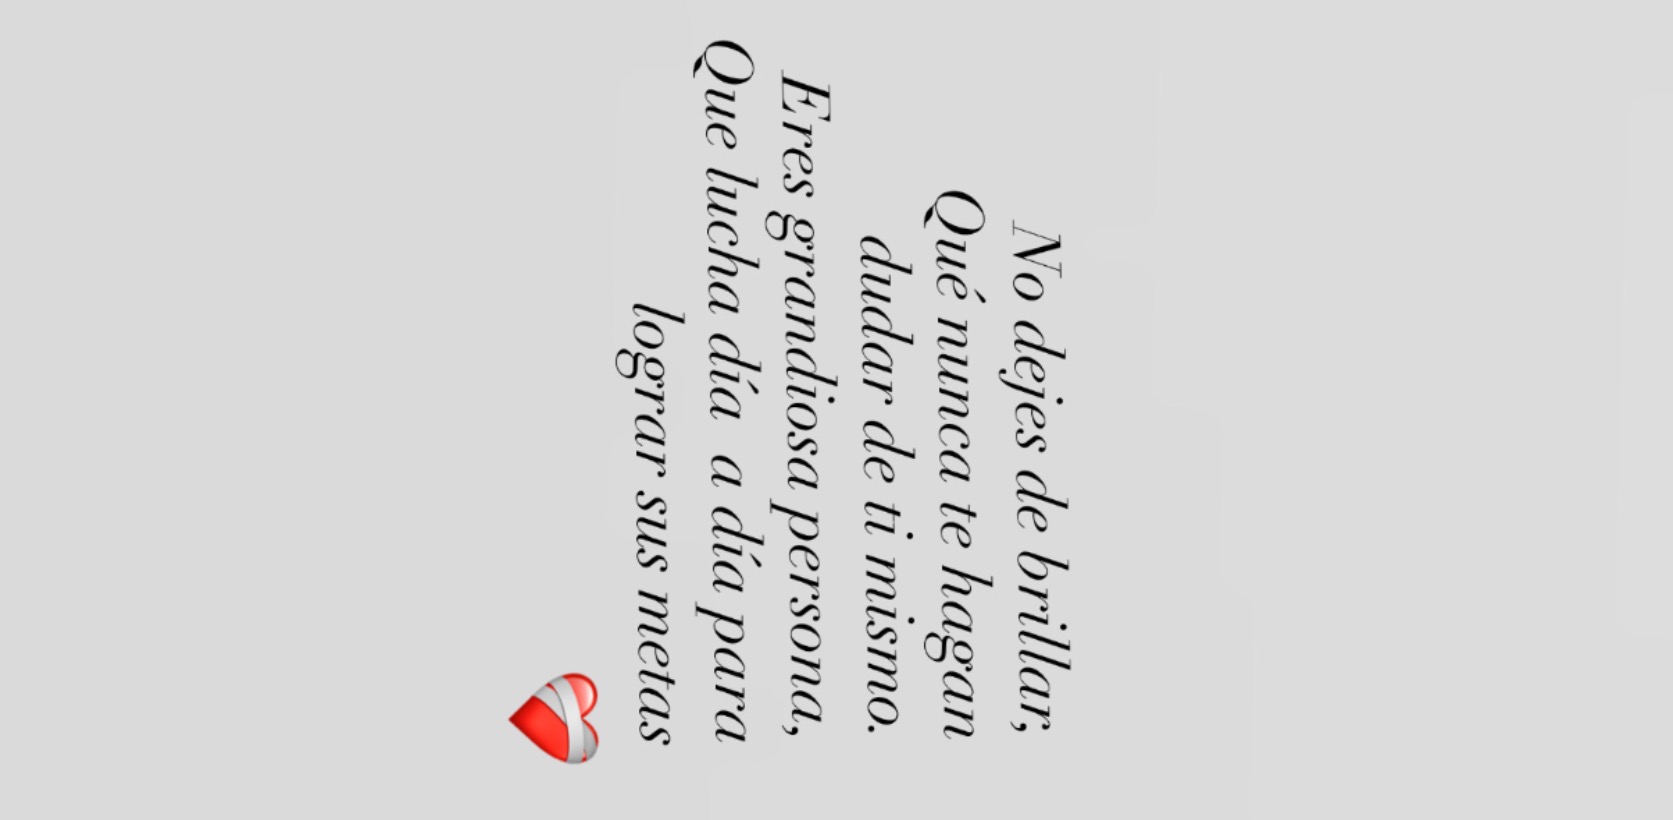 No dejes de brillar,
Qué nunca te hagan
dudar de ti mismo.
Eres grandiosa persona,
Que lucha día  a día para
lograr sus metas
❤️‍🩹